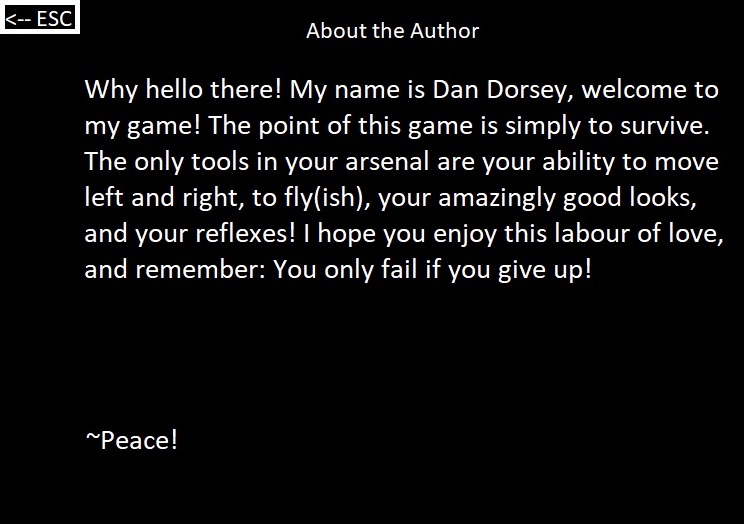 <-- ESC
About the Author
Why hello there! My name is Dan Dorsey, welcome to
my game! The point of this game is simply to survive.
The only tools in your arsenal are your ability to move
left and right, to fly(ish), your amazingly good looks,
and your reflexes! I hope you enjoy this labour of love,
and remember: You only fail if you give up!
~Peace!